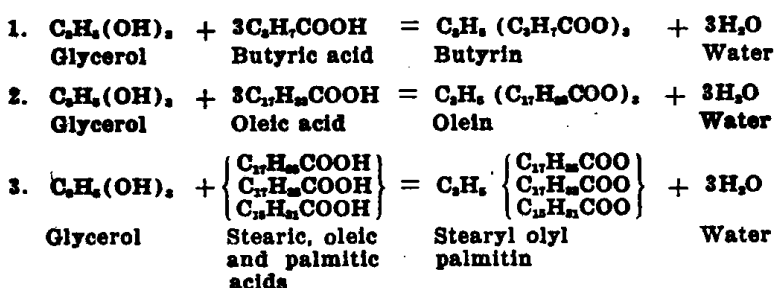 1. C₃H₅(OH)₃ + 3C₃H₇COOH = C₃H₅ (C₃H₇COO)₃ + 3H₂O
Glycerol Butyric acid Butyrin Water
2. C₃H₅(OH)₃ + 3C₁₇H₃₃COOH = C₃H₅ (C₁₇H₃₃COO)₃ + 3H₂O
Glycerol Oleic acid Olein Water
C₁₇H₃₅COOH C₁₇H₃₅COO
3. C₃H₅(OH)₃ + { C₁₇H₃₃COOH } = C₃H₅ { C₁₇H₃₃COO } + 3H₂O
C₁₅H₃₁COOH C₁₅H₃₁COO
Glycerol Stearic, oleic Stearyl olyl Water
and palmitic palmitin
acids